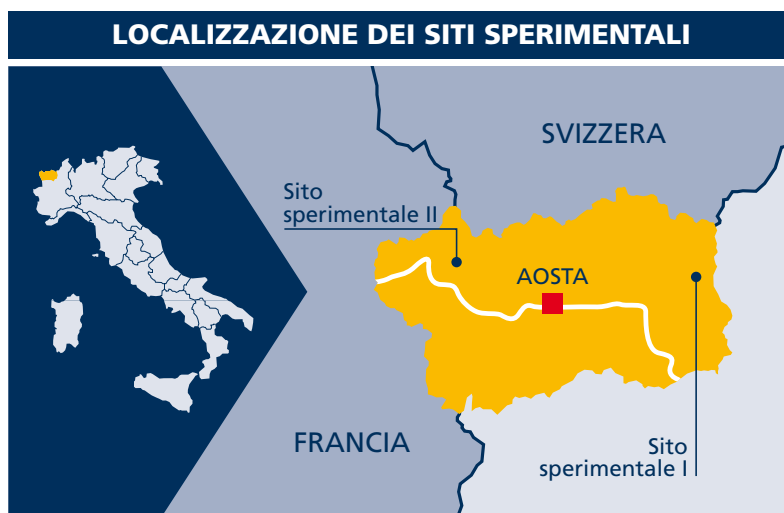 LOCALIZZAZIONE DEI SITI SPERIMENTALI
SVIZZERA
Sito
sperimentale II
AOSTA
FRANCIA
Sito
sperimentale I